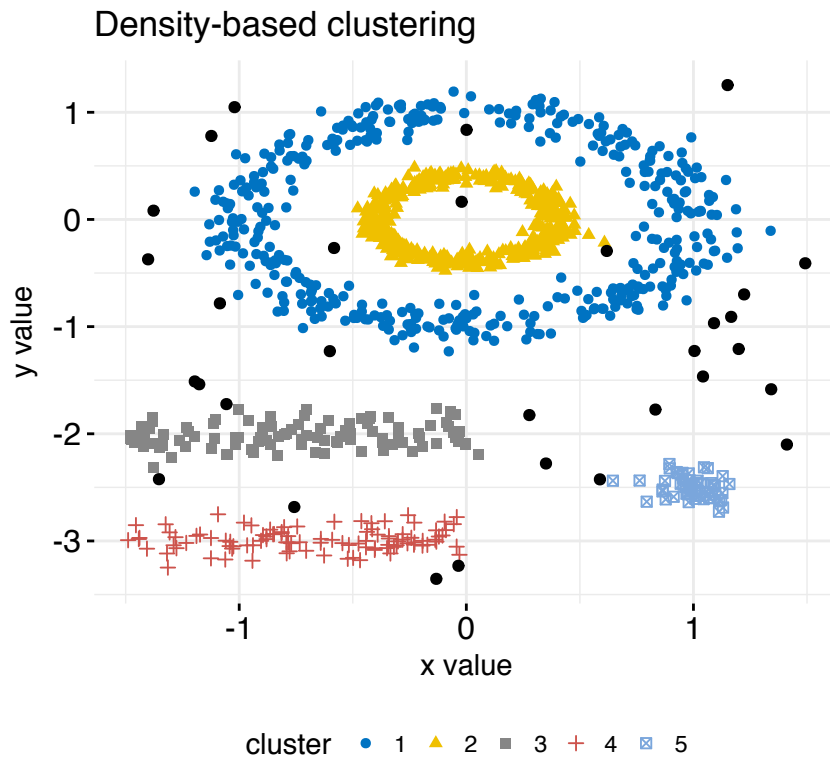 Density-based clustering
y value
1
0
-1
-2
-3
-1 0 1
x value
cluster 1 2 3 4 5